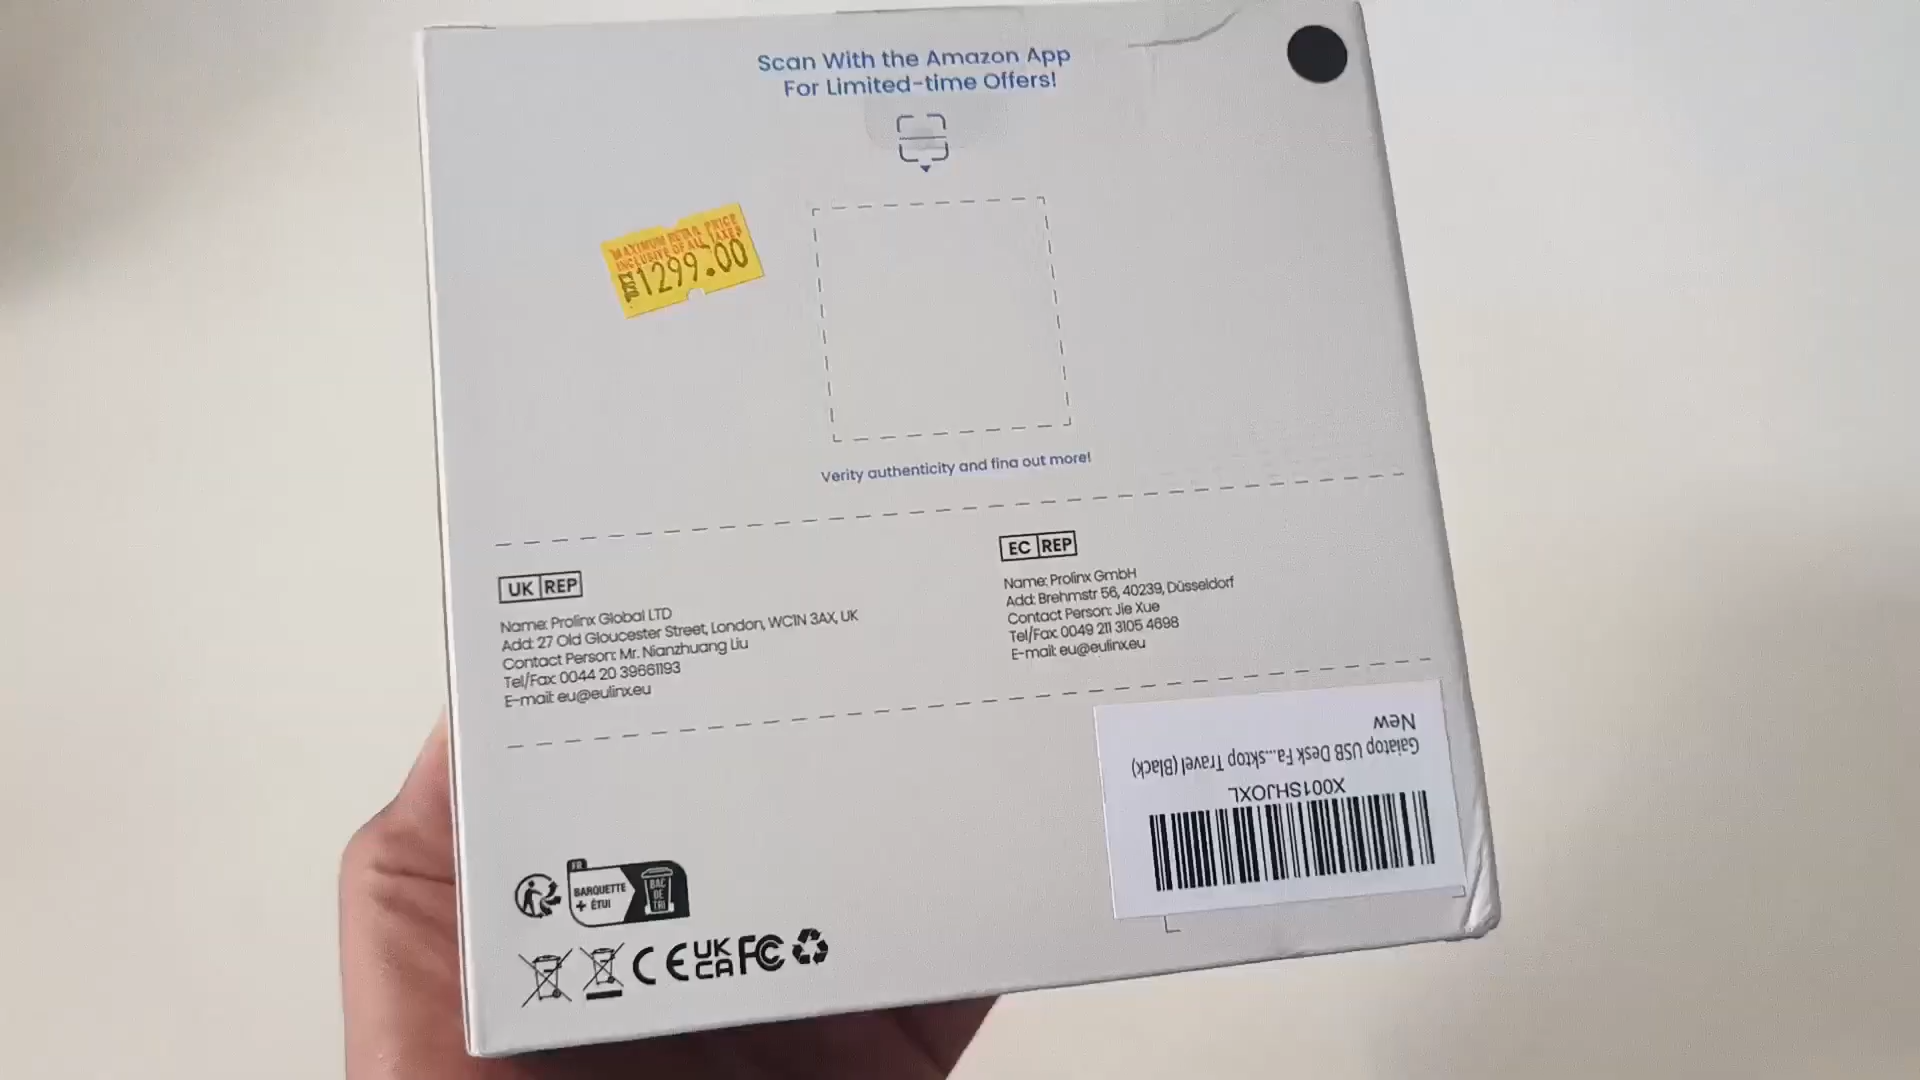 Scan With the Amazon App
For Limited-time Offers!
MAXIMUM RETAIL PRICE
INCLUSIVE OF ALL TAXES
1299.00
Verify authenticity and find out more!
UK REP
Name: Prolinx Global LTD
Add: 27 Old Gloucester Street, London, WC1N 3AX, UK
Contact Person: Mr. Nianzhuang Liu
Tel/Fax: 0044 20 39661193
E-mail: eu@eulinx.eu
EC REP
Name: Prolinx GmbH
Add: Brehmstr 56, 40239, Düsseldorf
Contact Person: Jie Xue
Tel/Fax: 0049 211 3105 4698
E-mail: eu@eulinx.eu
X001SHJOXL
Gaiatop USB Desk Fa...sktop Travel (Black)
New
FR
BARQUETTE
+ ÉTUI
BAC
DE
TRI
CE UK
CA FC